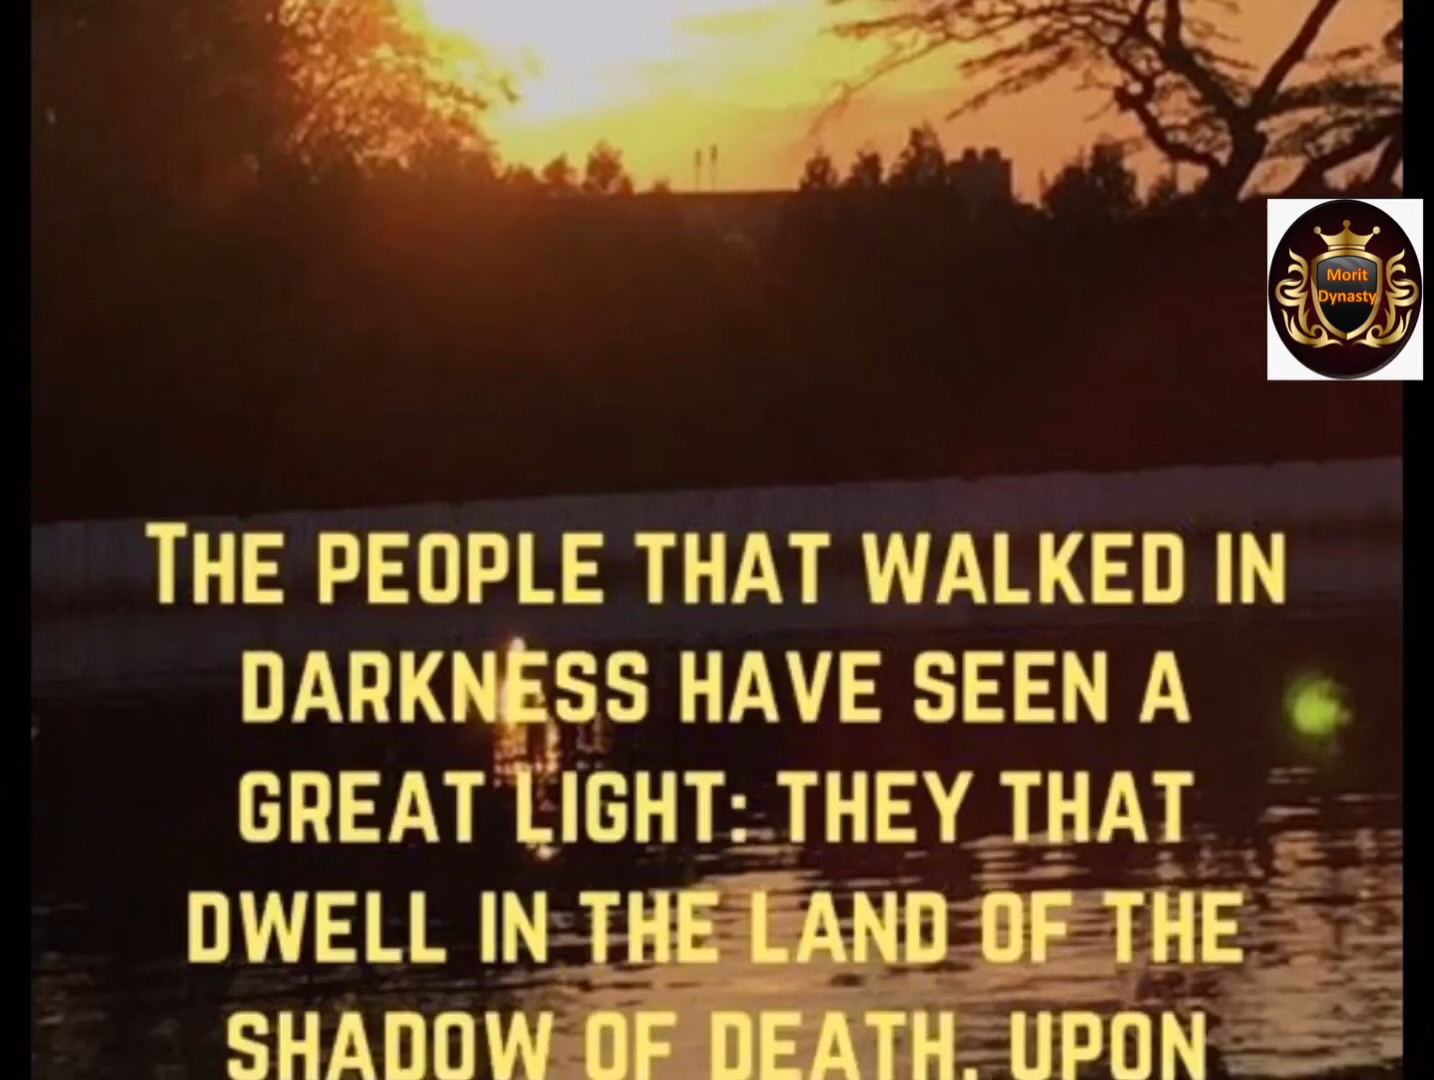 Morit
Dynasty
THE PEOPLE THAT WALKED IN
DARKNESS HAVE SEEN A
GREAT LIGHT: THEY THAT
DWELL IN THE LAND OF THE
SHADOW OF DEATH, UPON